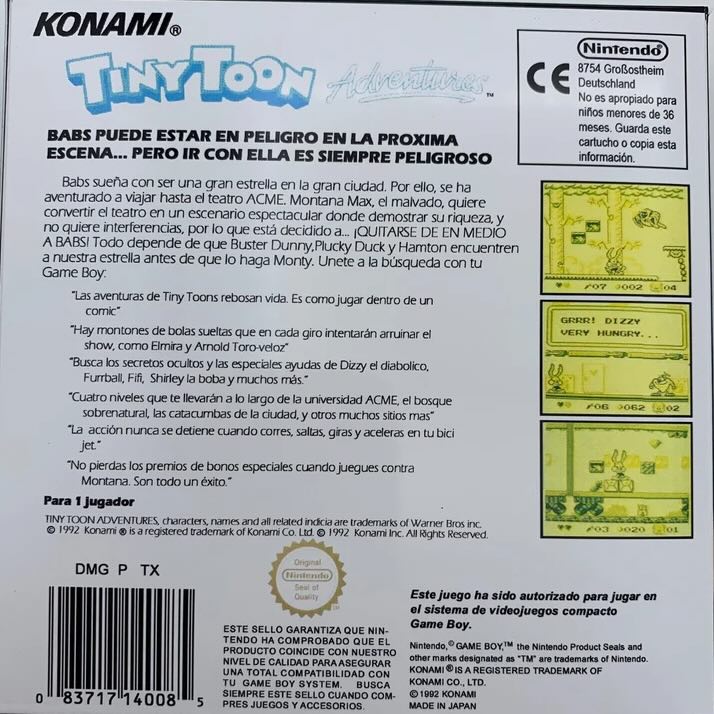 KONAMI®
TINY TOON Adventures™
BABS PUEDE ESTAR EN PELIGRO EN LA PROXIMA
ESCENA... PERO IR CON ELLA ES SIEMPRE PELIGROSO
Babs sueña con ser una gran estrella en la gran ciudad. Por ello, se ha
aventurado a viajar hasta el teatro ACME. Montana Max, el malvado, quiere
convertir el teatro en un escenario espectacular donde demostrar su riqueza, y
no quiere interferencias, por lo que está decidido a... ¡QUITARSE DE EN MEDIO
A BABS! Todo depende de que Buster Dunny,Plucky Duck y Hamton encuentren
a nuestra estrella antes de que lo haga Monty. Unete a la búsqueda con tu
Game Boy:
"Las aventuras de Tiny Toons rebosan vida. Es como jugar dentro de un
comic"
"Hay montones de bolas sueltas que en cada giro intentarán arruinar el
show, como Elmira y Arnold Toro-veloz"
"Busca los secretos ocultos y las especiales ayudas de Dizzy el diabolico,
Furrball, Fifi, Shirley la boba y muchos más."
"Cuatro niveles que te llevarán a lo largo de la universidad ACME, el bosque
sobrenatural, las catacumbas de la ciudad, y otros muchos sitios mas"
"La acción nunca se detiene cuando corres, saltas, giras y aceleras en tu bici
jet."
"No pierdas los premios de bonos especiales cuando juegues contra
Montana. Son todo un éxito."
Para 1 jugador
TINY TOON ADVENTURES, characters, names and all related indicia are trademarks of Warner Bros inc.
© 1992 Konami ® is a registered trademark of Konami Co. Ltd. © 1992 Konami Inc. All Rights Reserved.
CE
Nintendo®
8754 Großostheim
Deutschland
No es apropiado para
niños menores de 36
meses. Guarda este
cartucho o copia esta
información.
07 002 04
GRRR! DIZZY
VERY HUNGRY...
06 062 02
03 020 01
DMG P TX
0 83717 14008 5
Original
Nintendo
Seal of
Quality
TM
ESTE SELLO GARANTIZA QUE NIN-
TENDO HA COMPROBADO QUE EL
PRODUCTO COINCIDE CON NUESTRO
NIVEL DE CALIDAD PARA ASEGURAR
UNA TOTAL COMPATIBILIDAD CON
TU GAME BOY SYSTEM. BUSCA
SIEMPRE ESTE SELLO CUANDO COM-
PRES JUEGOS Y ACCESORIOS.
Este juego ha sido autorizado para jugar en
el sistema de videojuegos compacto
Game Boy.
Nintendo,® GAME BOY,™ the Nintendo Product Seals and
other marks designated as "TM" are trademarks of Nintendo.
KONAMI ® IS A REGISTERED TRADEMARK OF
KONAMI CO., LTD.
© 1992 KONAMI
MADE IN JAPAN